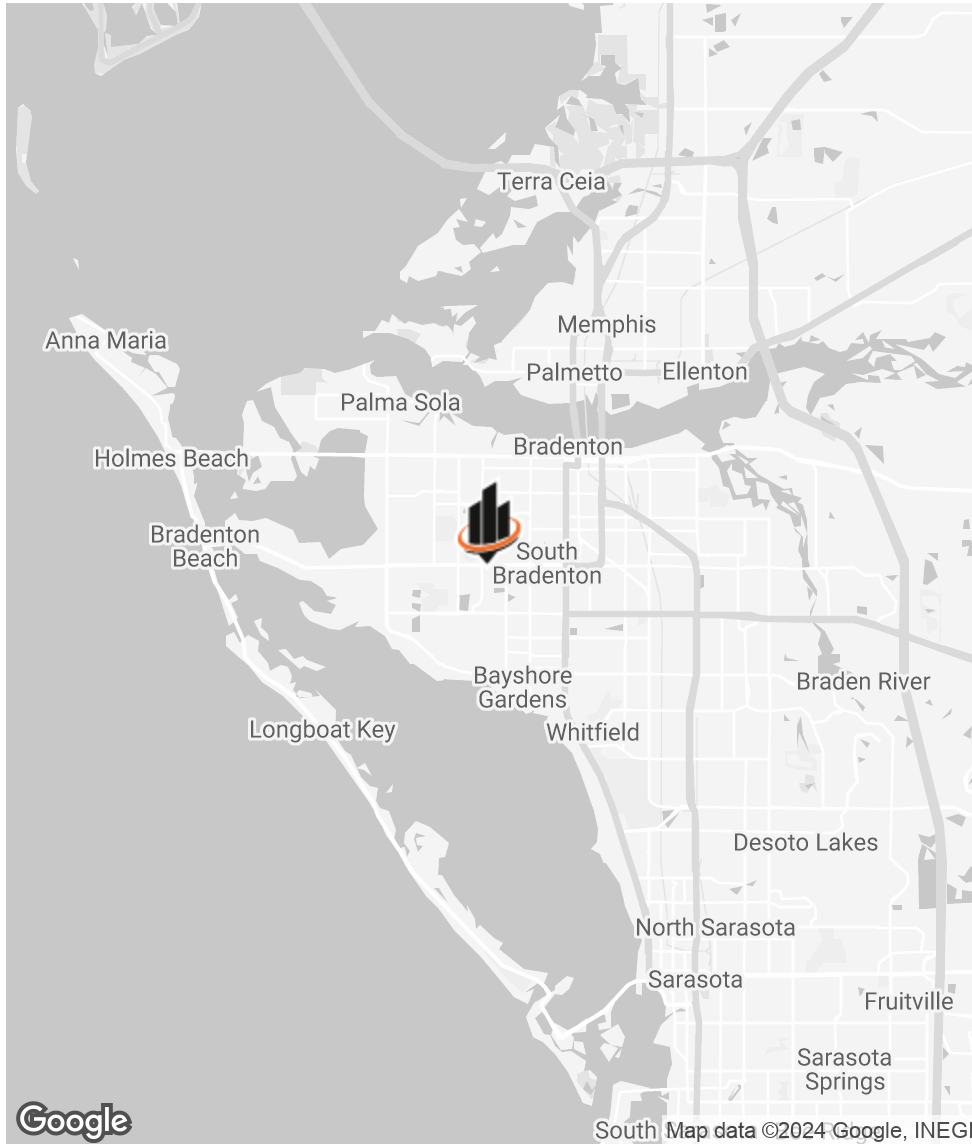 Terra Ceia
Memphis
Anna Maria
Palmetto
Ellenton
Palma Sola
Bradenton
Holmes Beach
Bradenton
Beach
South
Bradenton
Bayshore
Gardens
Braden River
Longboat Key
Whitfield
Desoto Lakes
North Sarasota
Sarasota
Fruitville
Sarasota
Springs
Google
South
Map data ©2024 Google, INEGI